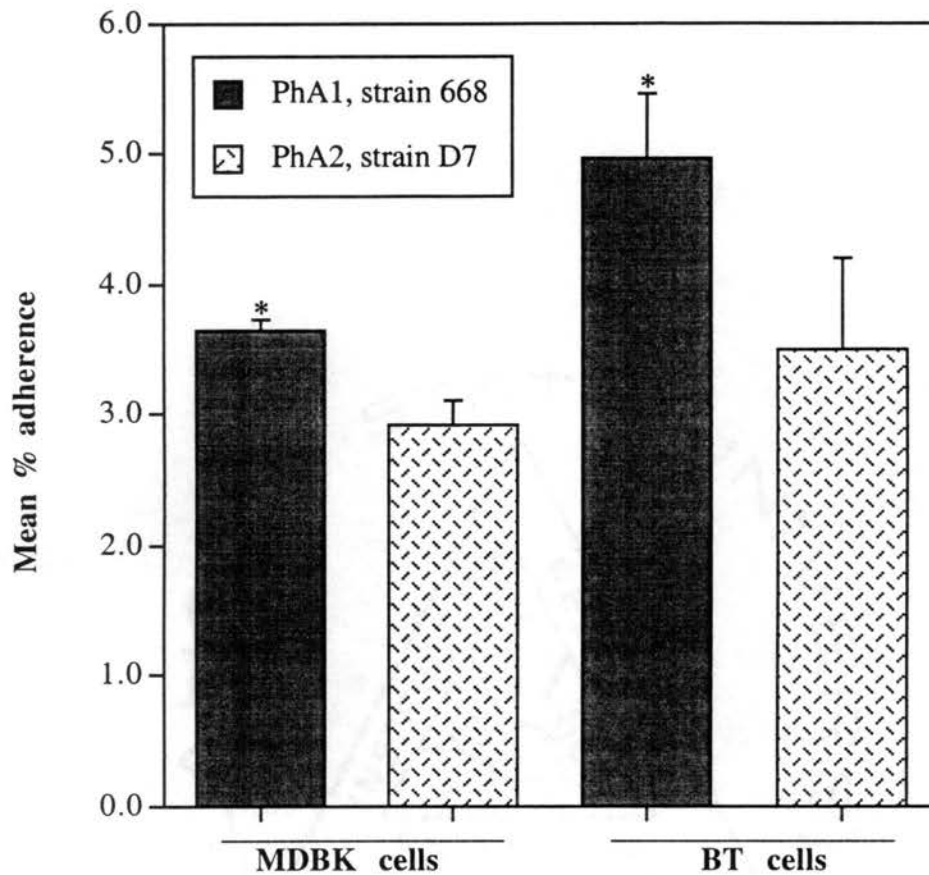 Mean % adherence
6.0
5.0
4.0
3.0
2.0
1.0
0.0
PhA1, strain 668
PhA2, strain D7
*
*
MDBK cells
BT cells